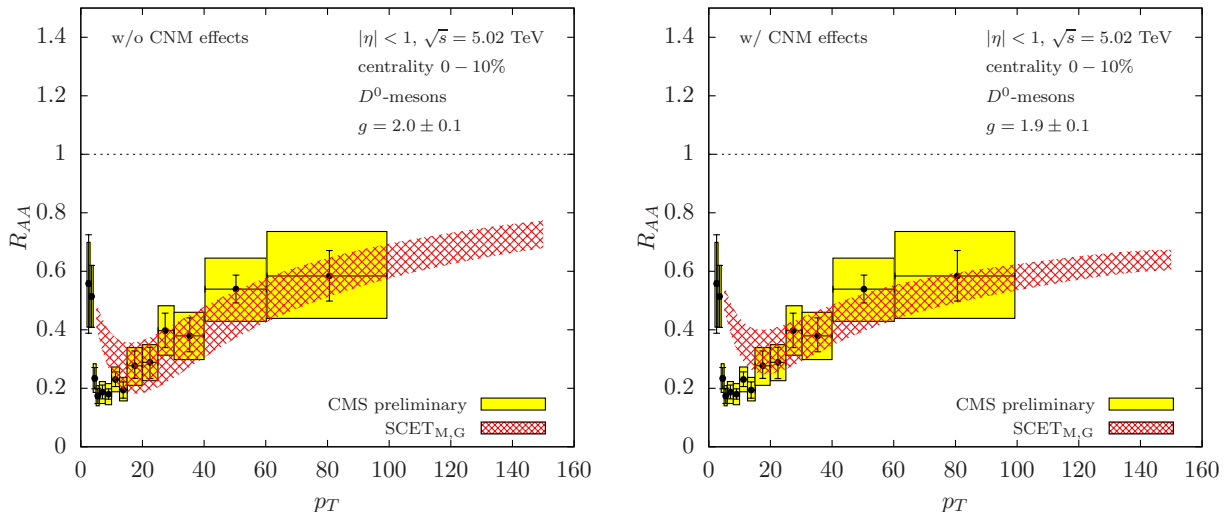 w/o CNM effects
|η| < 1, √s = 5.02 TeV
centrality 0 − 10%
D⁰-mesons
g = 2.0 ± 0.1
R_AA
1.4
1.2
1
0.8
0.6
0.4
0.2
0
CMS preliminary
SCET_M,G
0 20 40 60 80 100 120 140 160
p_T
w/ CNM effects
|η| < 1, √s = 5.02 TeV
centrality 0 − 10%
D⁰-mesons
g = 1.9 ± 0.1
R_AA
1.4
1.2
1
0.8
0.6
0.4
0.2
0
CMS preliminary
SCET_M,G
0 20 40 60 80 100 120 140 160
p_T